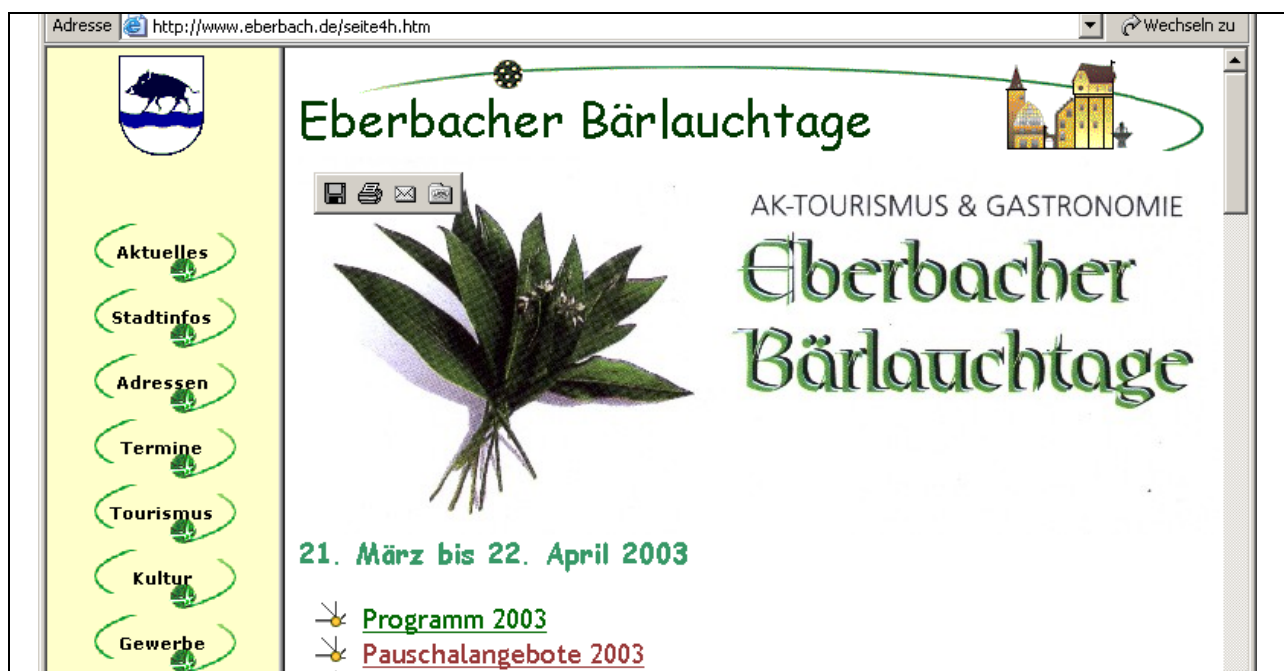 Adresse http://www.eberbach.de/seite4h.htm Wechseln zu
Eberbacher Bärlauchtage
AK-TOURISMUS & GASTRONOMIE
Eberbacher
Bärlauchtage
Aktuelles
Stadtinfos
Adressen
Termine
Tourismus
Kultur
Gewerbe
21. März bis 22. April 2003
Programm 2003
Pauschalangebote 2003